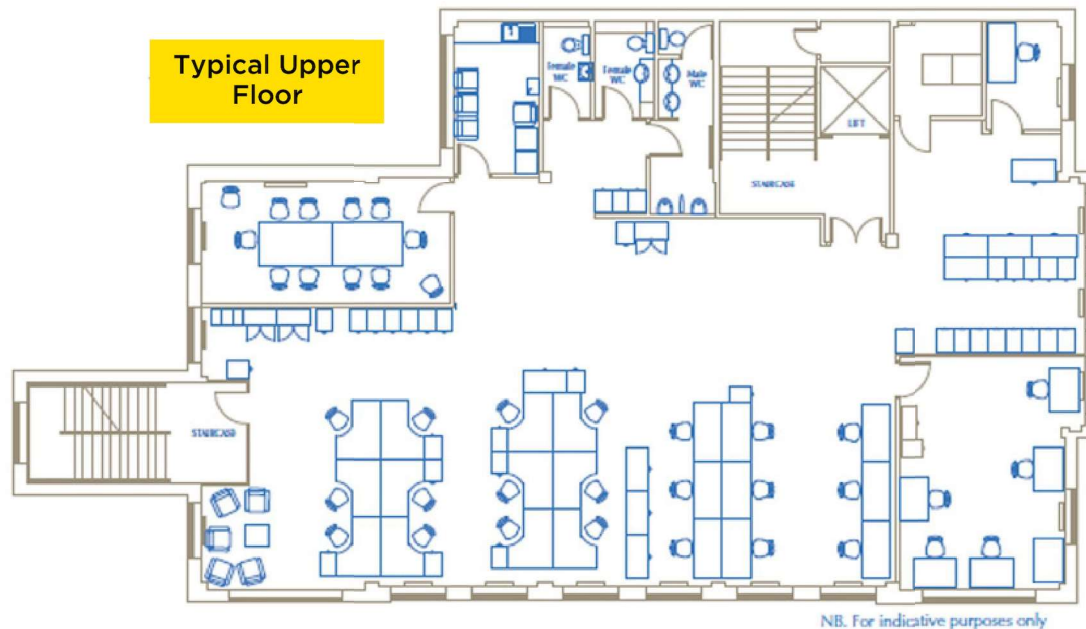 Typical Upper
Floor
Female
WC
Female
WC
Male
WC
LIFT
STAIRCASE
STAIRCASE
NB. For indicative purposes only